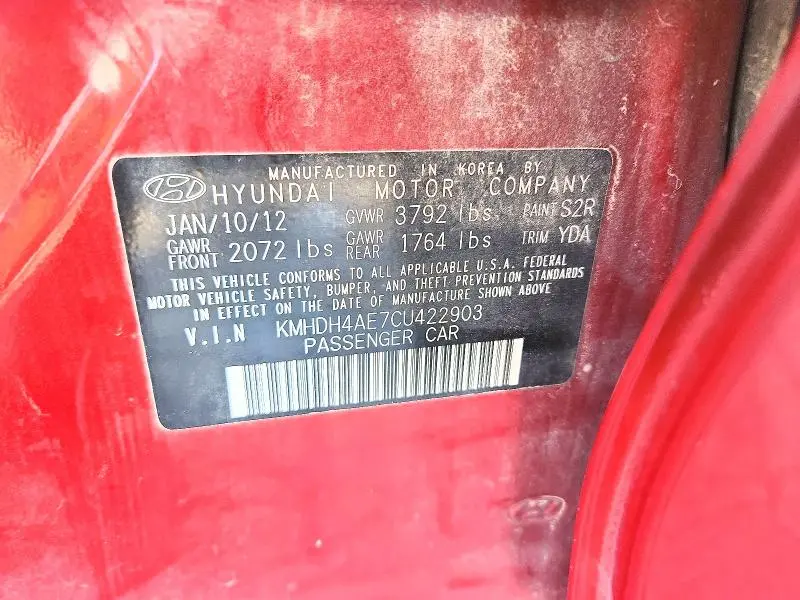 MANUFACTURED IN KOREA BY
HYUNDAI MOTOR COMPANY
JAN/10/12 GVWR 3792 lbs PAINT S2R
GAWR FRONT 2072 lbs GAWR REAR 1764 lbs TRIM YDA
THIS VEHICLE CONFORMS TO ALL APPLICABLE U.S.A. FEDERAL
MOTOR VEHICLE SAFETY, BUMPER, AND THEFT PREVENTION STANDARDS
IN EFFECT ON THE DATE OF MANUFACTURE SHOWN ABOVE
V.I.N KMHDH4AE7CU422903
PASSENGER CAR